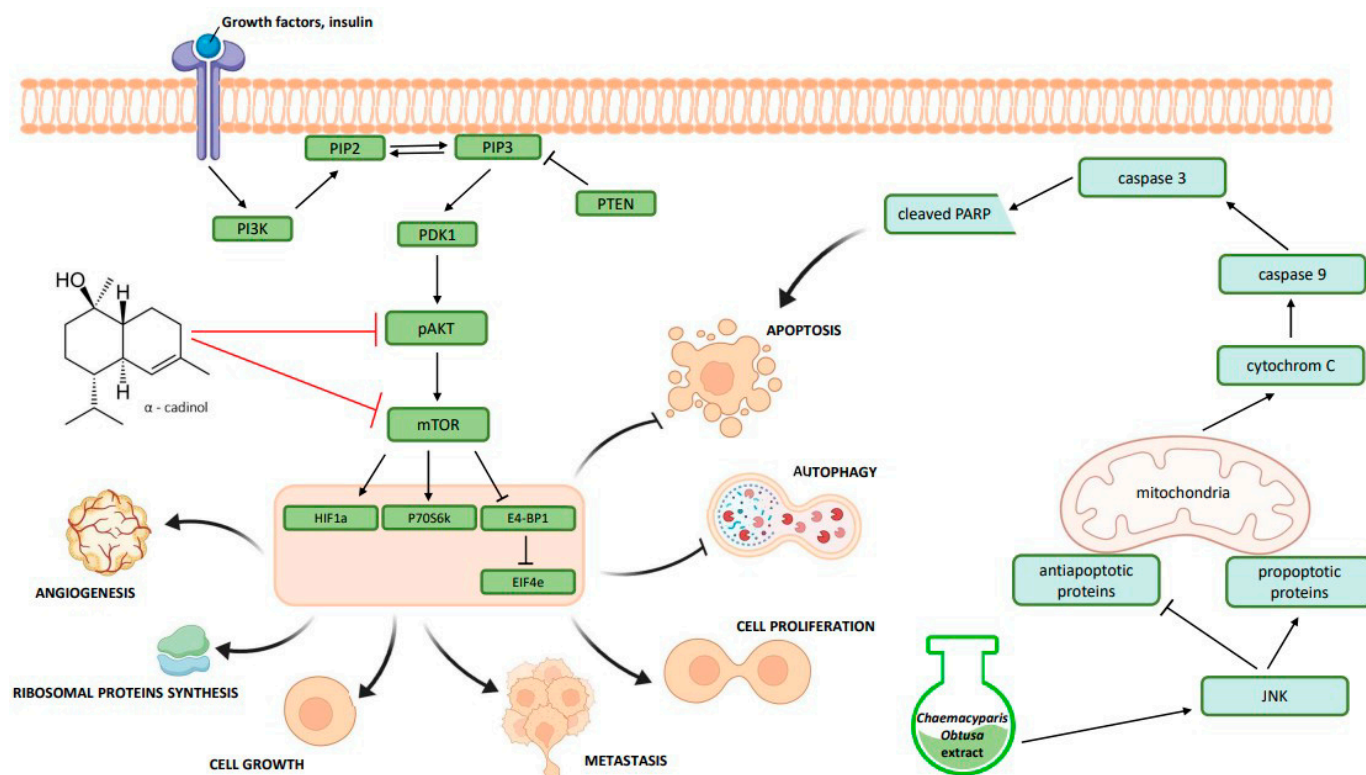 Growth factors, insulin
PIP2
PIP3
PTEN
PI3K
PDK1
caspase 3
cleaved PARP
caspase 9
HO
H
H
α - cadinol
pAKT
mTOR
APOPTOSIS
cytochrom C
AUTOPHAGY
mitochondria
HIF1a
P70S6k
E4-BP1
EIF4e
antiapoptotic
proteins
propoptotic
proteins
ANGIOGENESIS
CELL PROLIFERATION
RIBOSOMAL PROTEINS SYNTHESIS
JNK
Chaemacyparis
Obtusa
extract
CELL GROWTH
METASTASIS